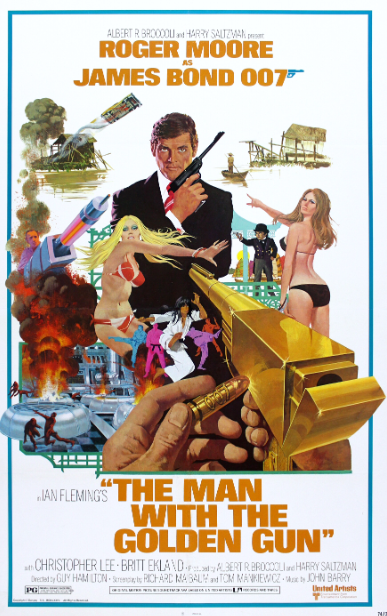 ALBERT R. BROCCOLI and HARRY SALTZMAN present
ROGER MOORE
AS
JAMES BOND 007
in IAN FLEMING'S "THE MAN
WITH THE
GOLDEN GUN"
with CHRISTOPHER LEE · BRITT EKLAND · Produced by ALBERT R. BROCCOLI and HARRY SALTZMAN
Directed by GUY HAMILTON · Screenplay by RICHARD MAIBAUM and TOM MANKIEWICZ · Music by JOHN BARRY
PG
United Artists